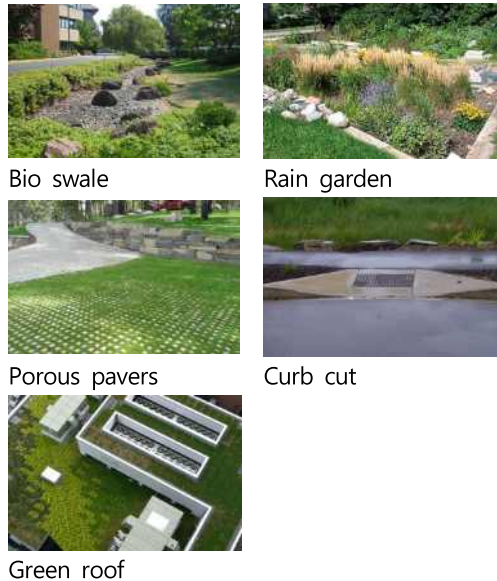 Bio swale
Rain garden
Porous pavers
Curb cut
Green roof